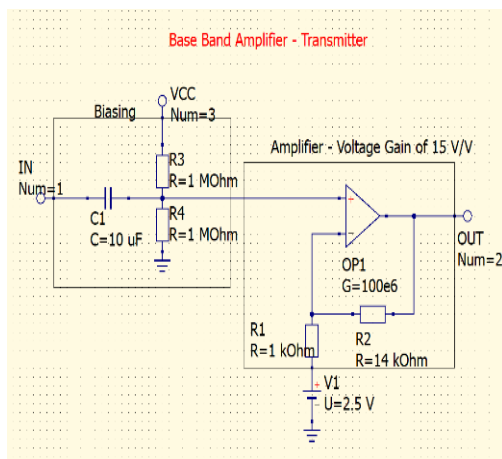 Base Band Amplifier - Transmitter
VCC
Num=3
Biasing
Amplifier - Voltage Gain of 15 V/V
IN
Num=1
R3
R=1 MOhm
C1
C=10 uF
R4
R=1 MOhm
+
-
OP1
G=100e6
OUT
Num=2
R1
R=1 kOhm
R2
R=14 kOhm
+
V1
-
U=2.5 V